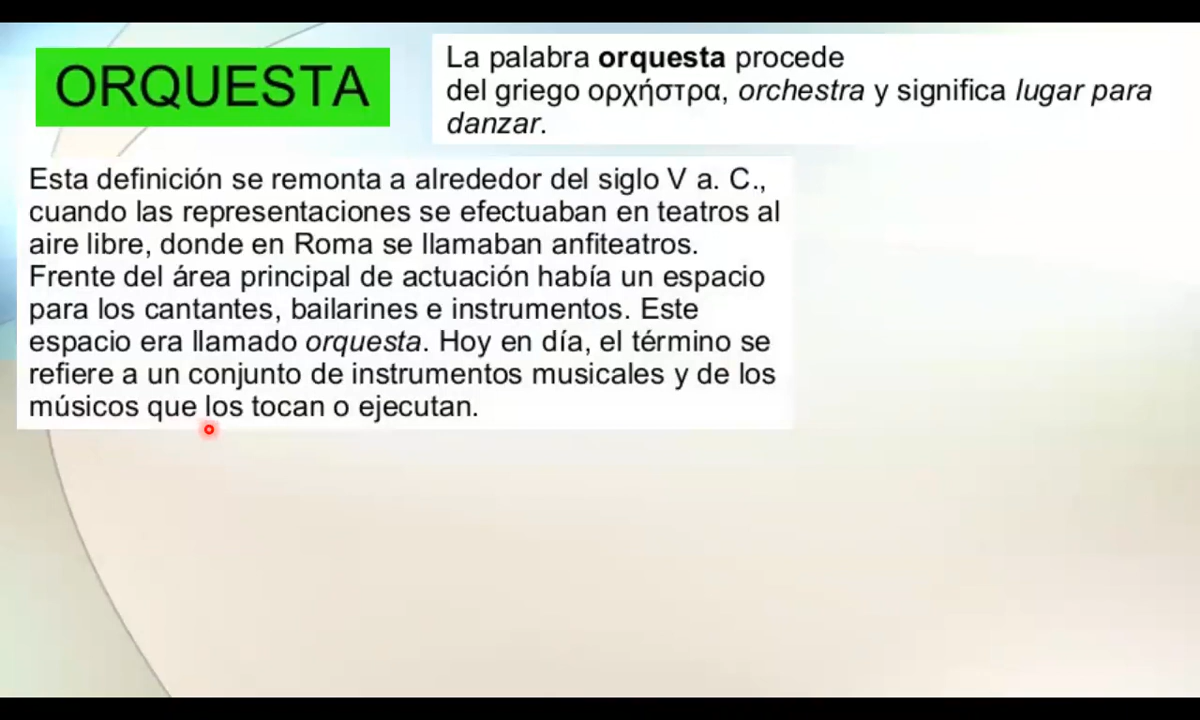 ORQUESTA
La palabra orquesta procede
del griego ορχήστρα, orchestra y significa lugar para
danzar.
Esta definición se remonta a alrededor del siglo V a. C.,
cuando las representaciones se efectuaban en teatros al
aire libre, donde en Roma se llamaban anfiteatros.
Frente del área principal de actuación había un espacio
para los cantantes, bailarines e instrumentos. Este
espacio era llamado orquesta. Hoy en día, el término se
refiere a un conjunto de instrumentos musicales y de los
músicos que los tocan o ejecutan.